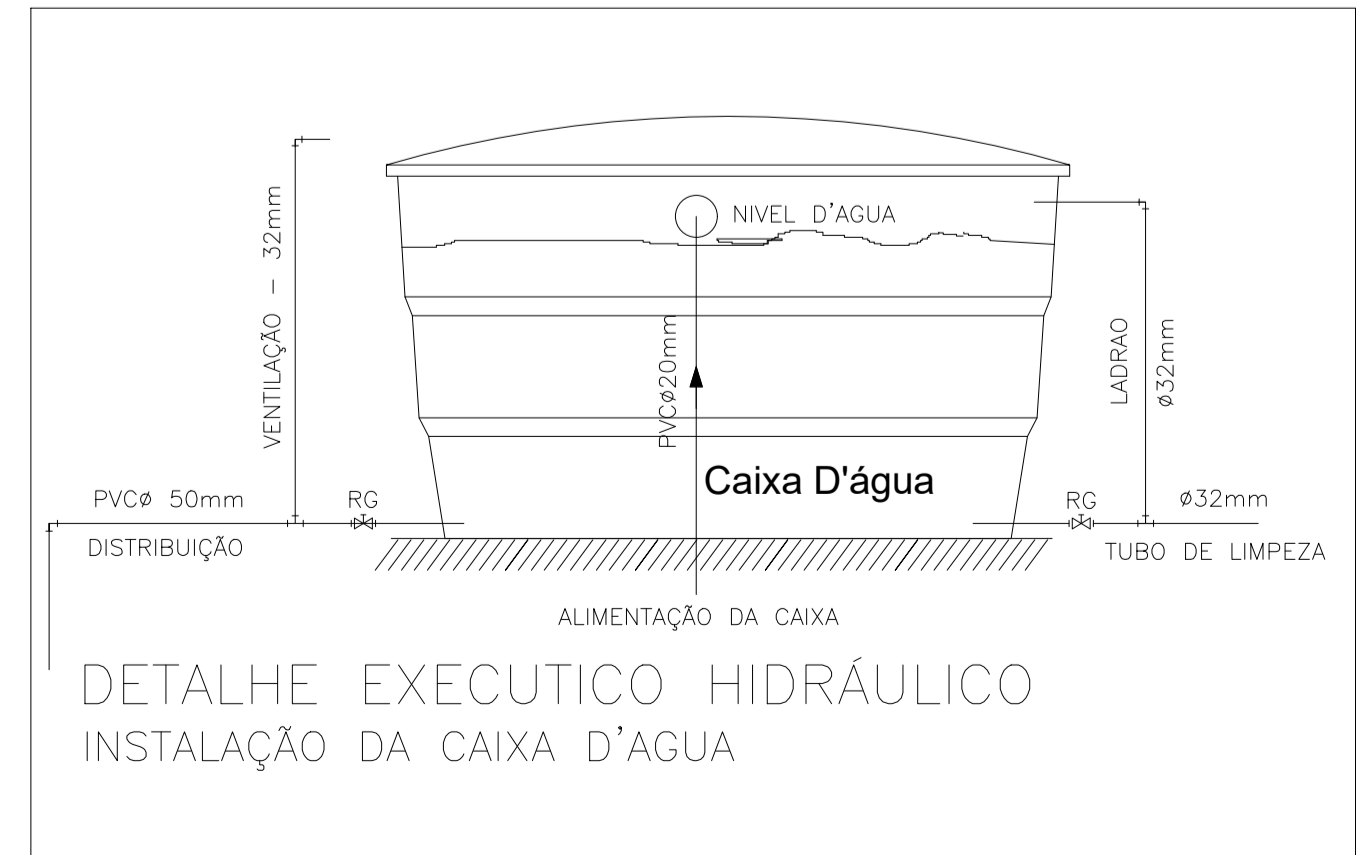 NIVEL D'AGUA
VENTILAÇÃO - 32mm
PVCø20mm
LADRAO
ø32mm
Caixa D'água
PVCø 50mm
RG
RG
ø32mm
DISTRIBUIÇÃO
TUBO DE LIMPEZA
ALIMENTAÇÃO DA CAIXA
DETALHE EXECUTICO HIDRÁULICO
INSTALAÇÃO DA CAIXA D'AGUA